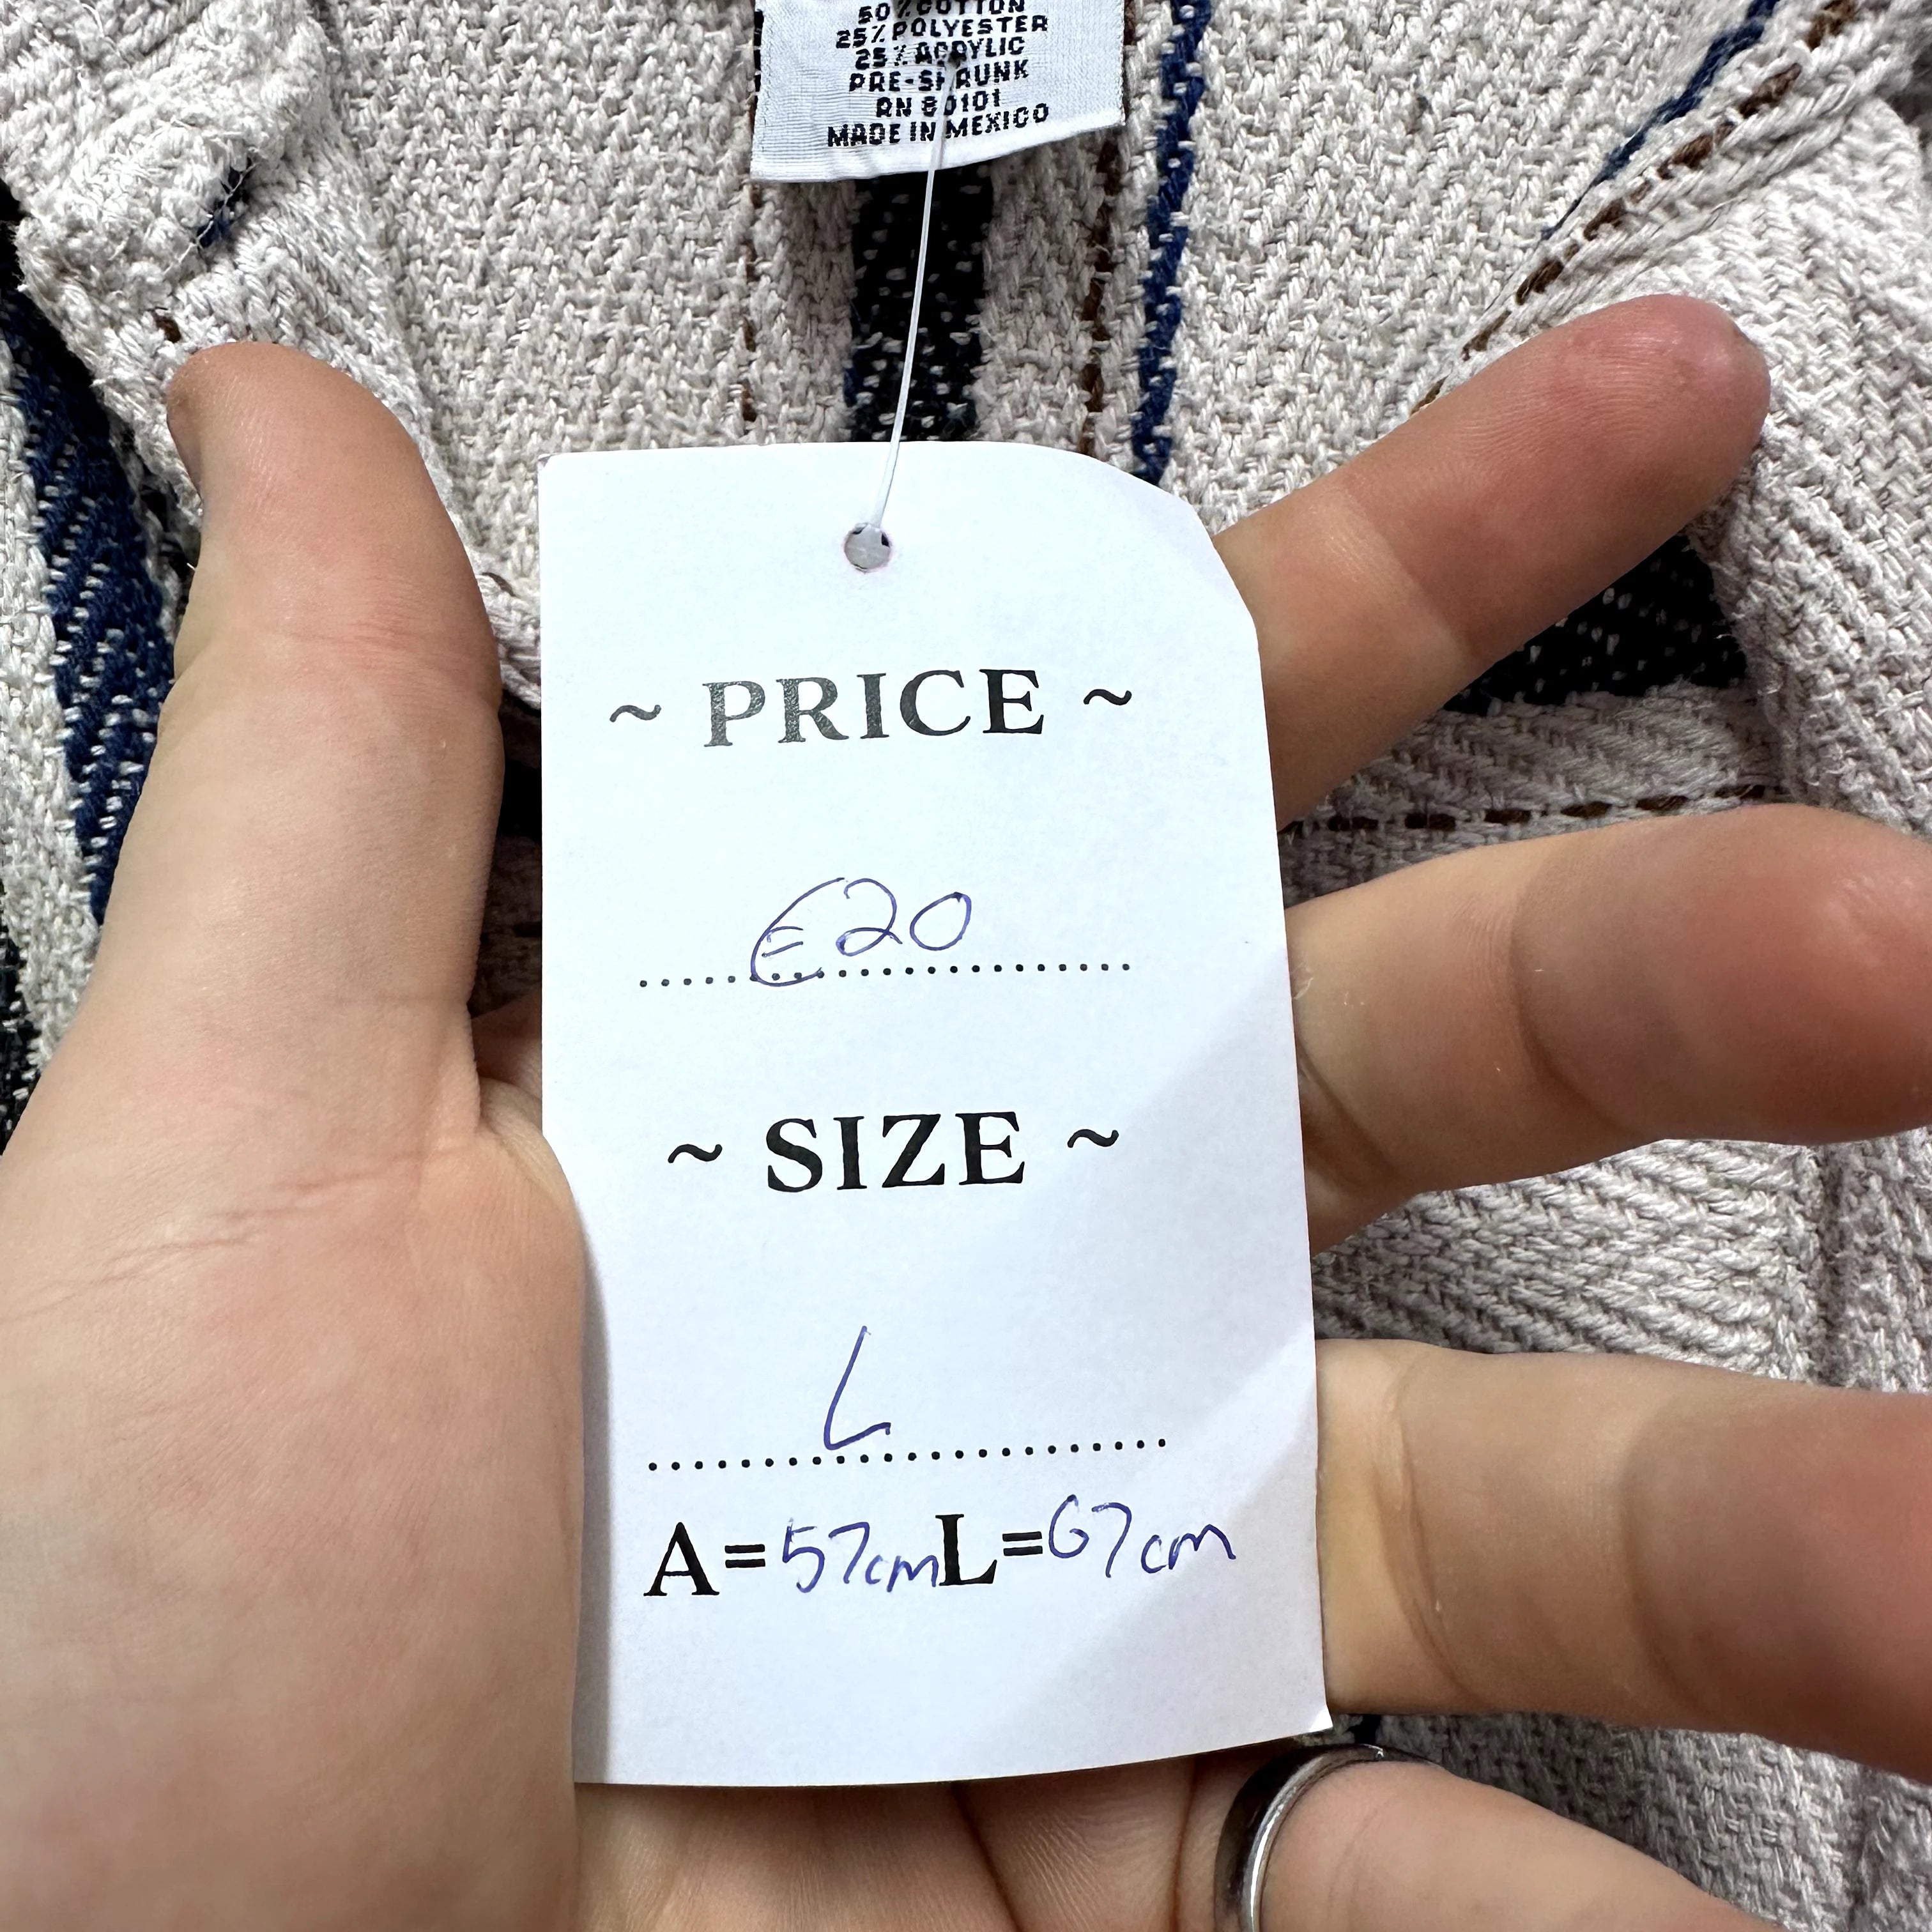 50% COTTON
25% POLYESTER
25% ACRYLIC
PRE-SHRUNK
RN 80101
MADE IN MEXICO
~ PRICE ~
€20
~ SIZE ~
L
A=57cm L=67cm